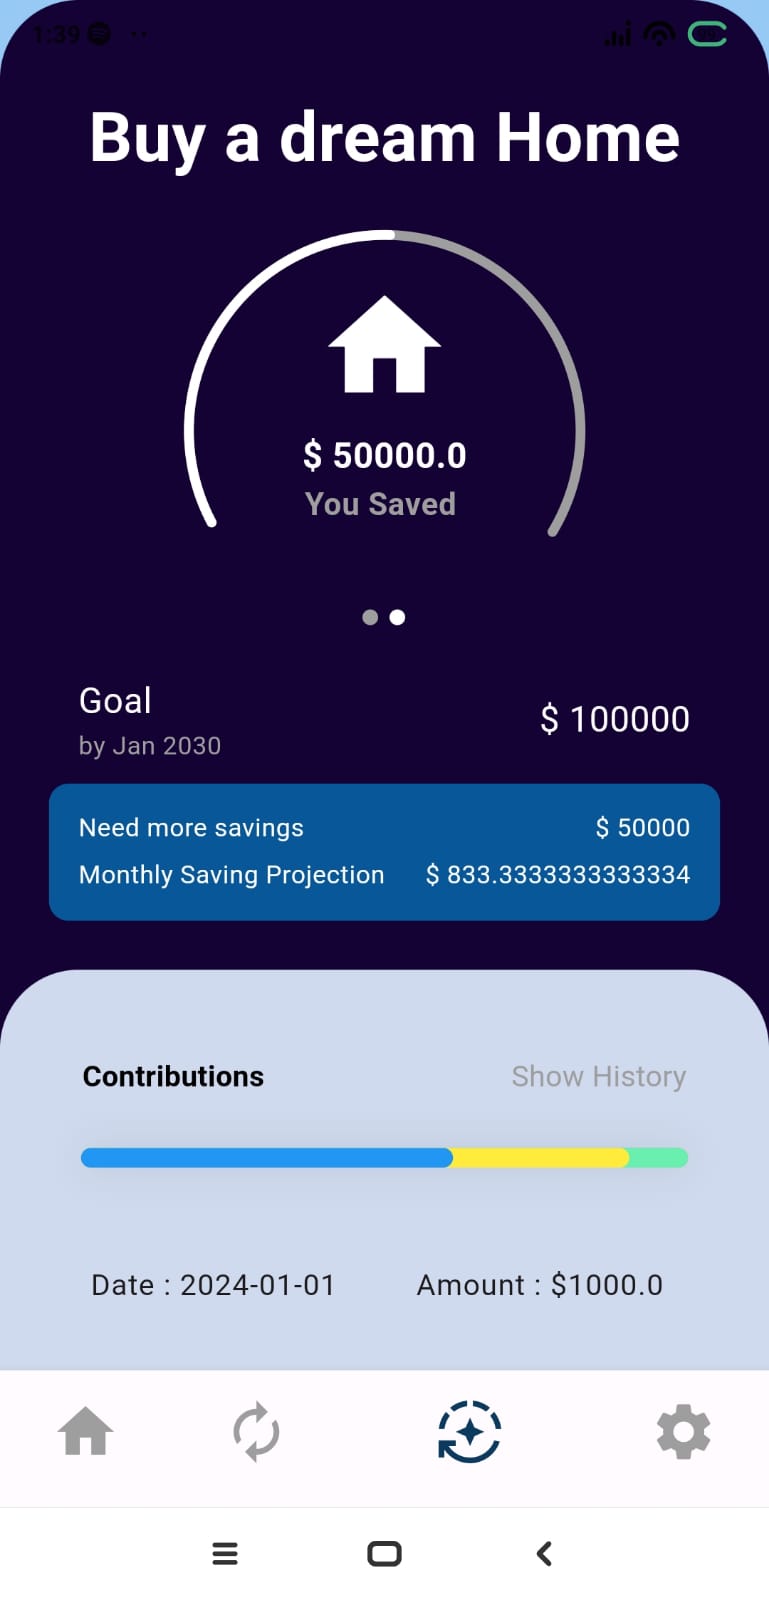 1:39
Buy a dream Home
$ 50000.0
You Saved
Goal
$ 100000
by Jan 2030
Need more savings $ 50000
Monthly Saving Projection $ 833.3333333333334
Contributions Show History
Date : 2024-01-01 Amount : $1000.0